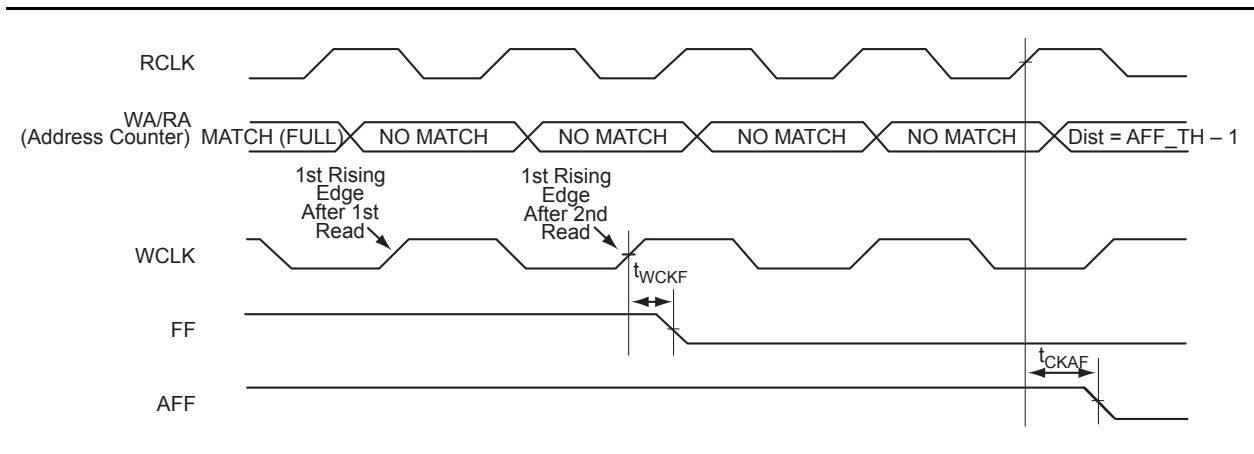 RCLK
WA/RA
(Address Counter)
MATCH (FULL)
NO MATCH
NO MATCH
NO MATCH
NO MATCH
Dist = AFF_TH – 1
1st Rising
Edge
After 1st
Read
1st Rising
Edge
After 2nd
Read
WCLK
tWCKF
FF
tCKAF
AFF